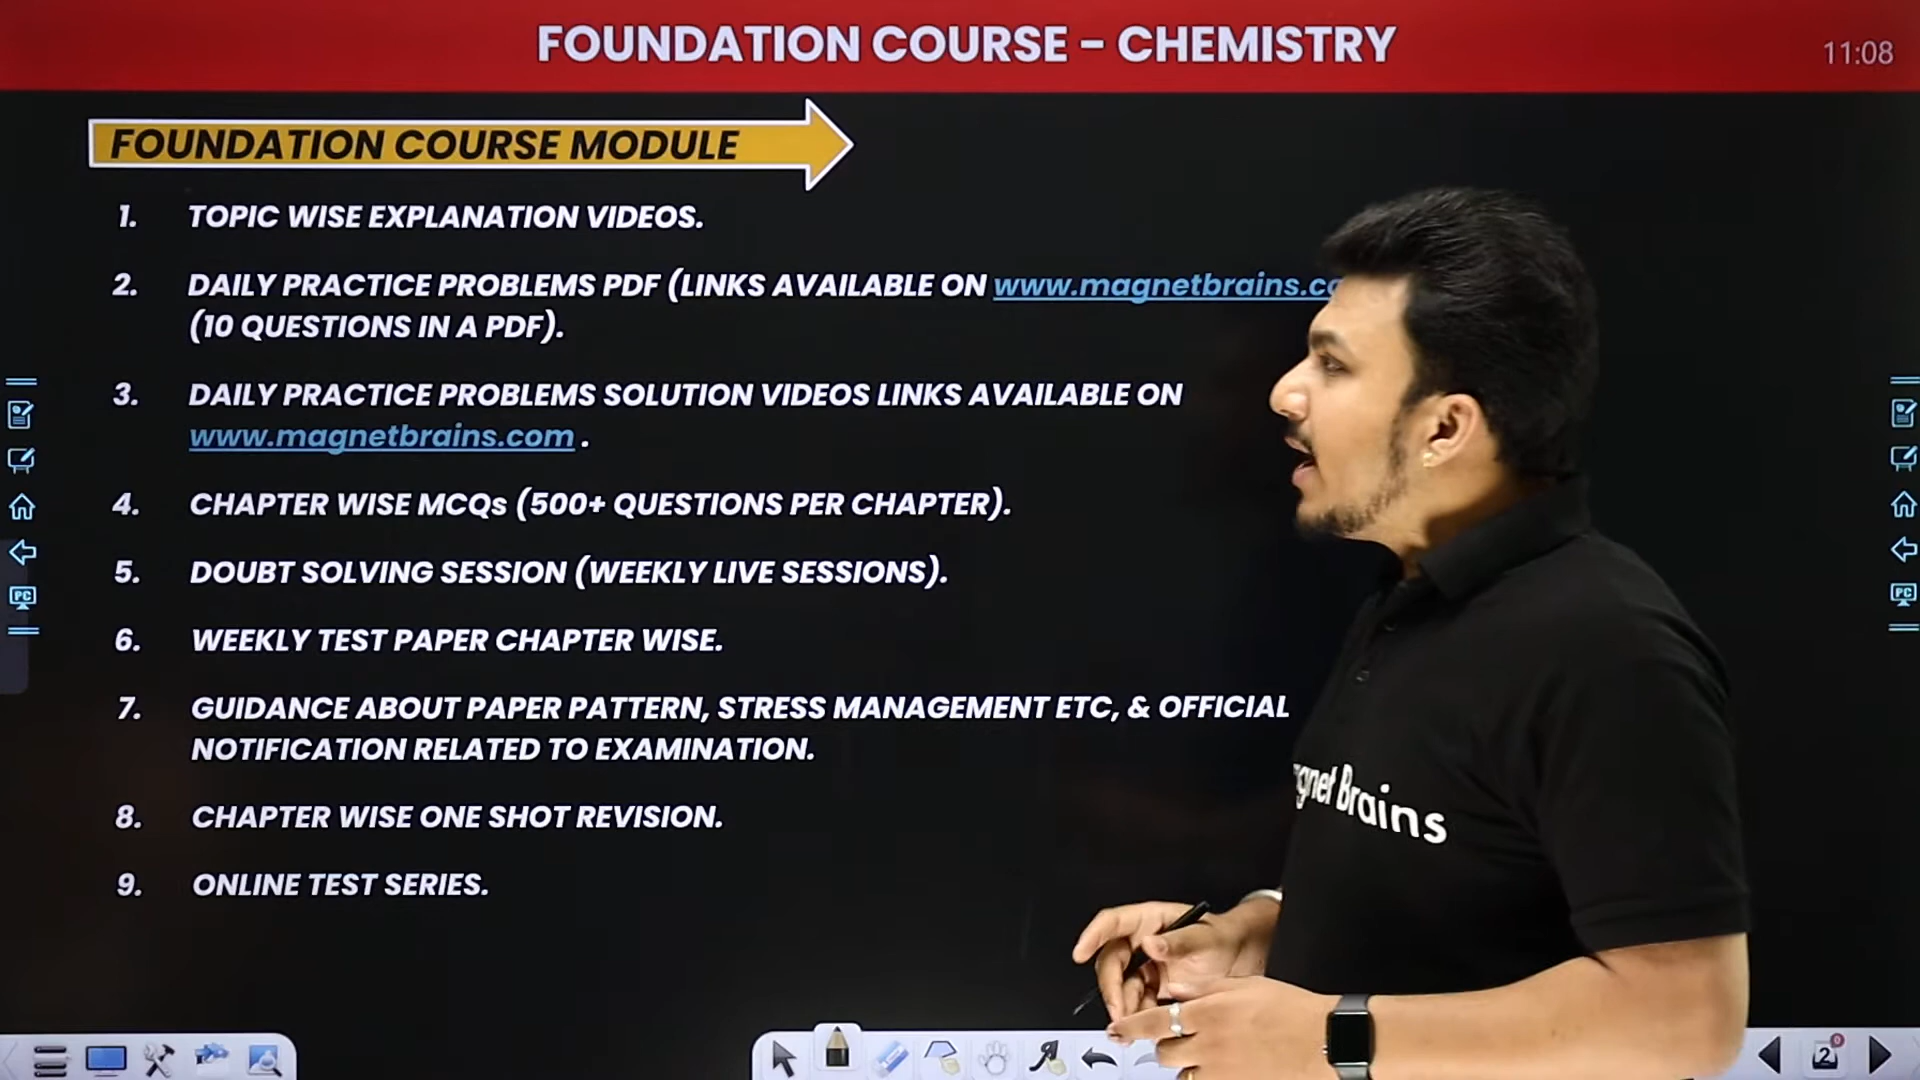 FOUNDATION COURSE - CHEMISTRY
11:08
FOUNDATION COURSE MODULE
1. TOPIC WISE EXPLANATION VIDEOS.
2. DAILY PRACTICE PROBLEMS PDF (LINKS AVAILABLE ON
(10 QUESTIONS IN A PDF).
3. DAILY PRACTICE PROBLEMS SOLUTION VIDEOS LINKS AVAILABLE ON
www.magnetbrains.com .
4. CHAPTER WISE MCQs (500+ QUESTIONS PER CHAPTER).
5. DOUBT SOLVING SESSION (WEEKLY LIVE SESSIONS).
6. WEEKLY TEST PAPER CHAPTER WISE.
7. GUIDANCE ABOUT PAPER PATTERN, STRESS MANAGEMENT ETC, & OFFICIAL
NOTIFICATION RELATED TO EXAMINATION.
8. CHAPTER WISE ONE SHOT REVISION.
9. ONLINE TEST SERIES.
Brains
PC
PC
2